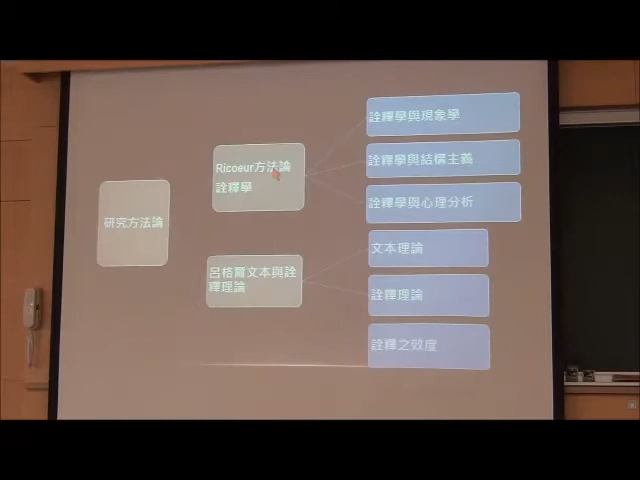 研究方法論
Ricoeur方法論
詮釋學
詮釋學與現象學
詮釋學與結構主義
詮釋學與心理分析
呂格爾文本與詮
釋理論
文本理論
詮釋理論
詮釋之效度